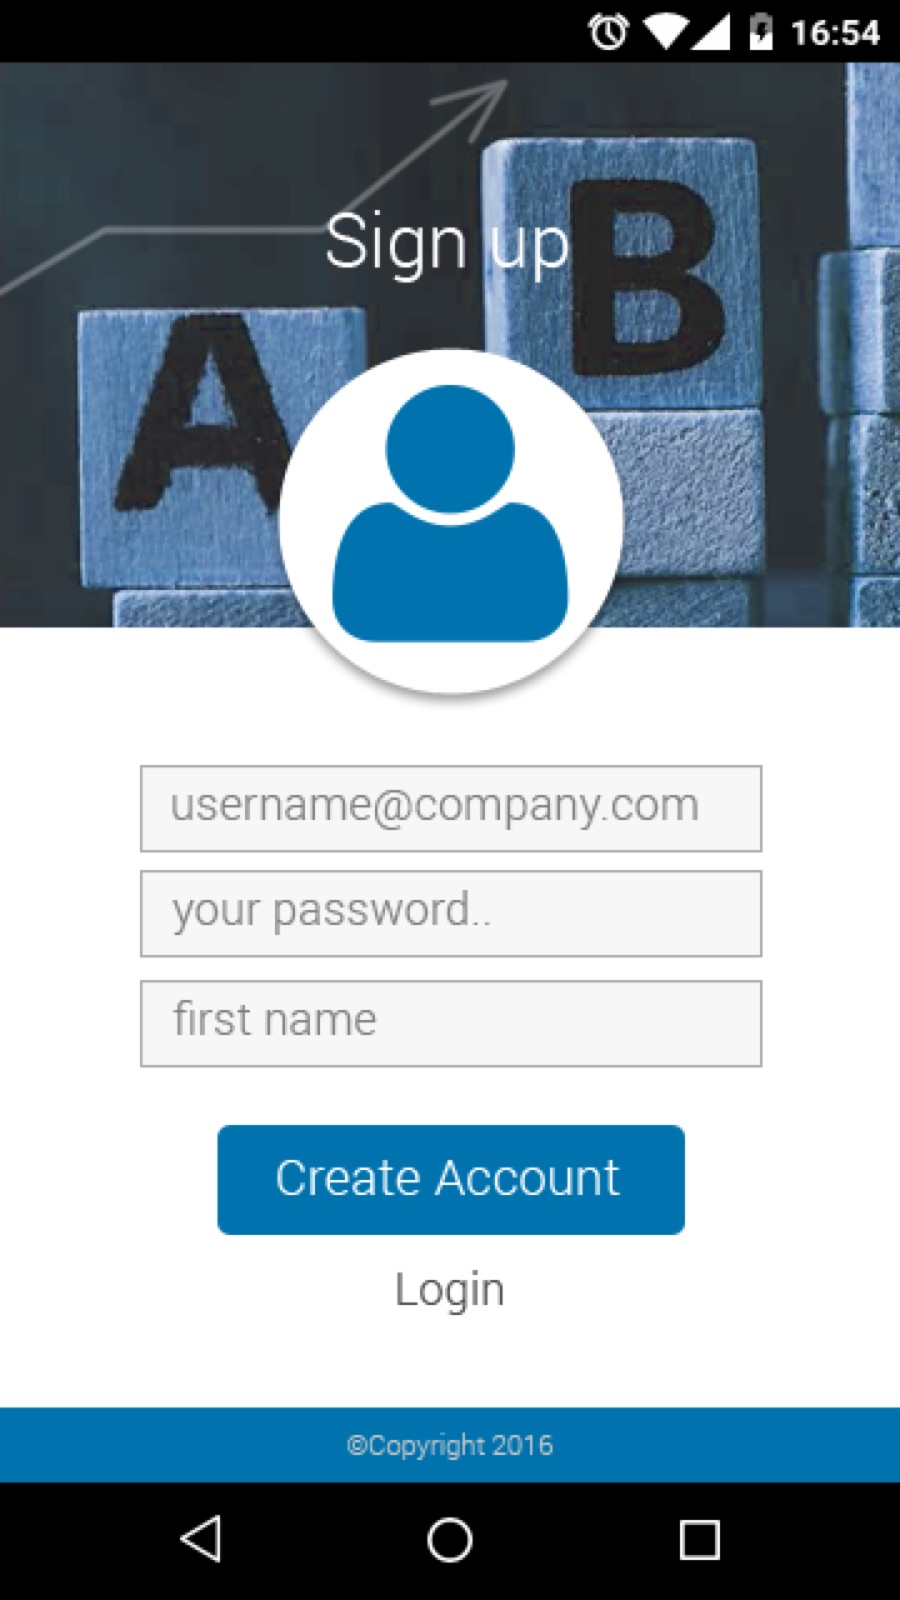 16:54
Sign up
B
A
username@company.com
your password..
first name
Create Account
Login
©Copyright 2016